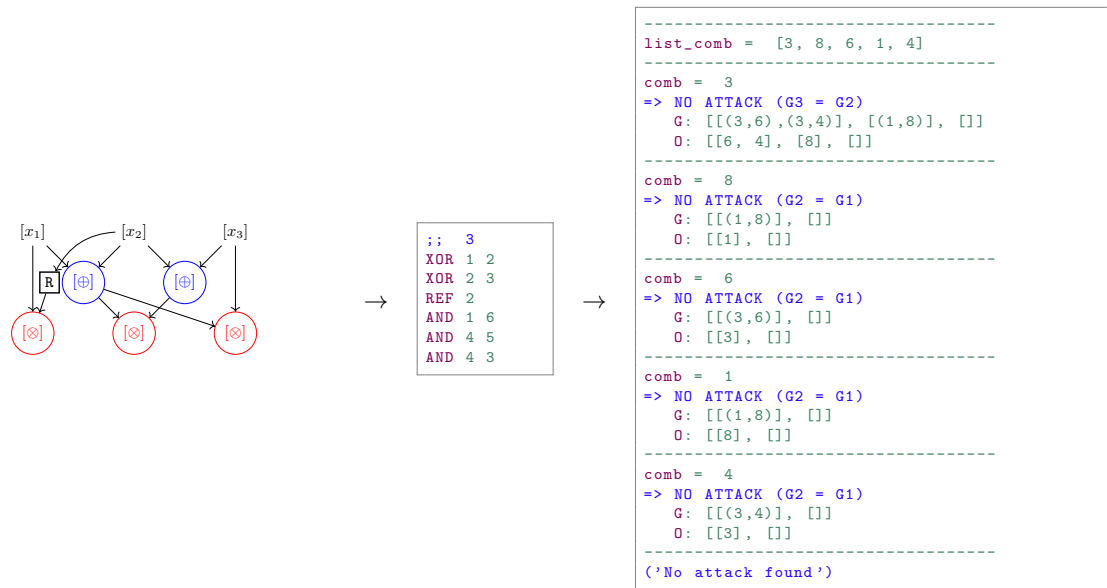 [x₁] [x₂] [x₃]
R [⊕] [⊕]
[⊗] [⊗] [⊗]
→
;; 3
XOR 1 2
XOR 2 3
REF 2
AND 1 6
AND 4 5
AND 4 3
→
-----------------------------------
list_comb = [3, 8, 6, 1, 4]
-----------------------------------
comb = 3
=> NO ATTACK (G3 = G2)
G: [[(3,6),(3,4)], [(1,8)], []]
O: [[6, 4], [8], []]
-----------------------------------
comb = 8
=> NO ATTACK (G2 = G1)
G: [[(1,8)], []]
O: [[1], []]
-----------------------------------
comb = 6
=> NO ATTACK (G2 = G1)
G: [[(3,6)], []]
O: [[3], []]
-----------------------------------
comb = 1
=> NO ATTACK (G2 = G1)
G: [[(1,8)], []]
O: [[8], []]
-----------------------------------
comb = 4
=> NO ATTACK (G2 = G1)
G: [[(3,4)], []]
O: [[3], []]
-----------------------------------
('No attack found')